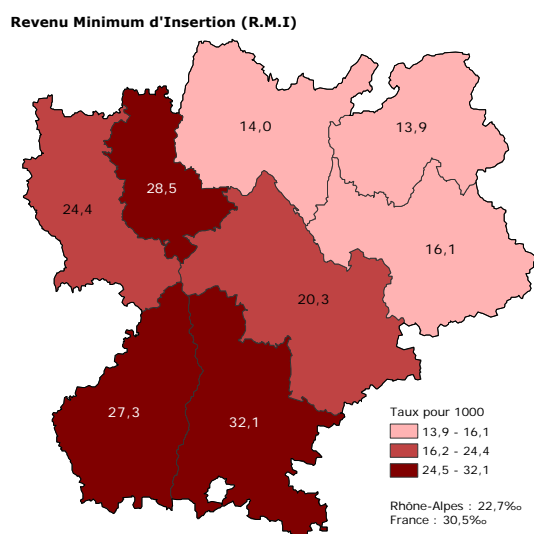 Revenu Minimum d'Insertion (R.M.I)
14,0
13,9
28,5
24,4
16,1
20,3
27,3
32,1
Taux pour 1000
13,9 - 16,1
16,2 - 24,4
24,5 - 32,1
Rhône-Alpes : 22,7‰
France : 30,5‰